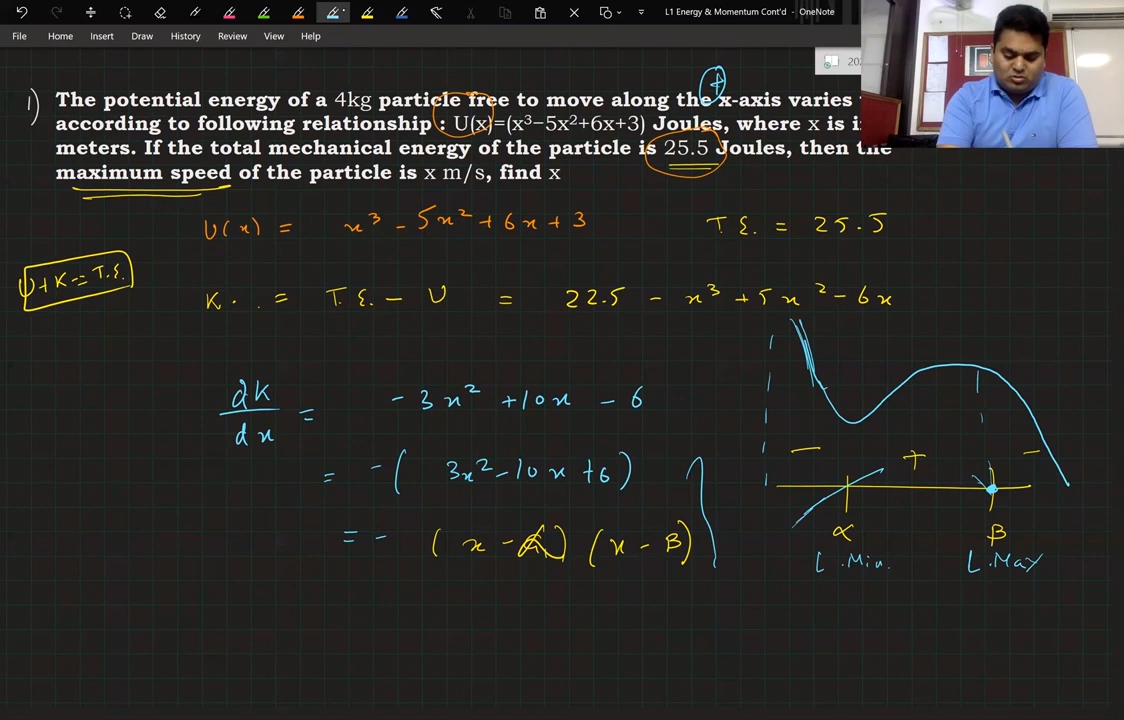 L1 Energy & Momentum Cont'd - OneNote
File Home Insert Draw History Review View Help
1) The potential energy of a 4kg particle free to move along the x-axis varies
according to following relationship : U(x)=(x³−5x²+6x+3) Joules, where x is i
meters. If the total mechanical energy of the particle is 25.5 Joules, then the
maximum speed of the particle is x m/s, find x
U(x) = x³ - 5x² + 6x + 3 T.E. = 25.5
U+K=T.E.
K. = T.E. - U = 22.5 - x³ + 5x² - 6x
dK/dx = -3x² + 10x - 6
= -( 3x² - 10x + 6)
- + -
= - ( x - α) (x - β)
α β
L.Min. L.Max